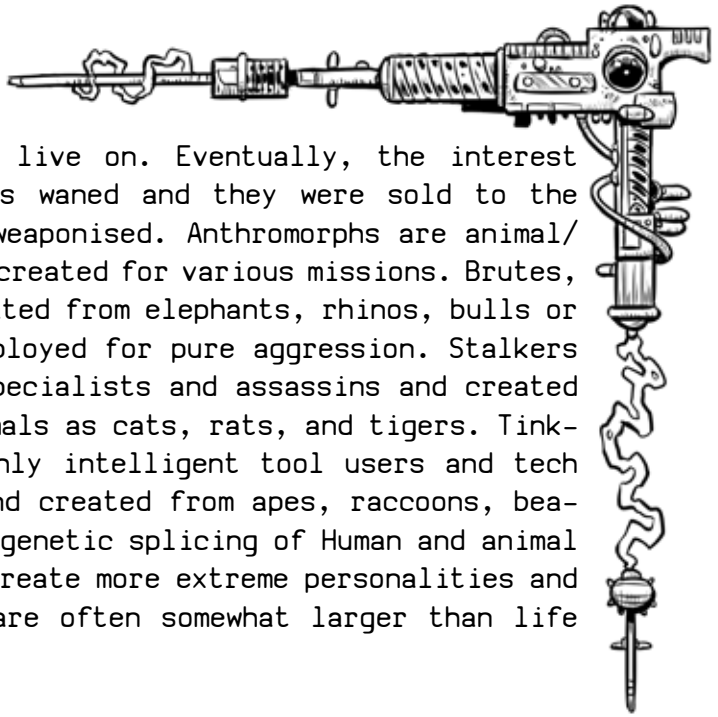 live on. Eventually, the interest
s waned and they were sold to the
weaponised. Anthromorphs are animal/
created for various missions. Brutes,
ted from elephants, rhinos, bulls or
ployed for pure aggression. Stalkers
pecialists and assassins and created
als as cats, rats, and tigers. Tink-
nly intelligent tool users and tech
nd created from apes, raccoons, bea-
genetic splicing of Human and animal
reate more extreme personalities and
are often somewhat larger than life